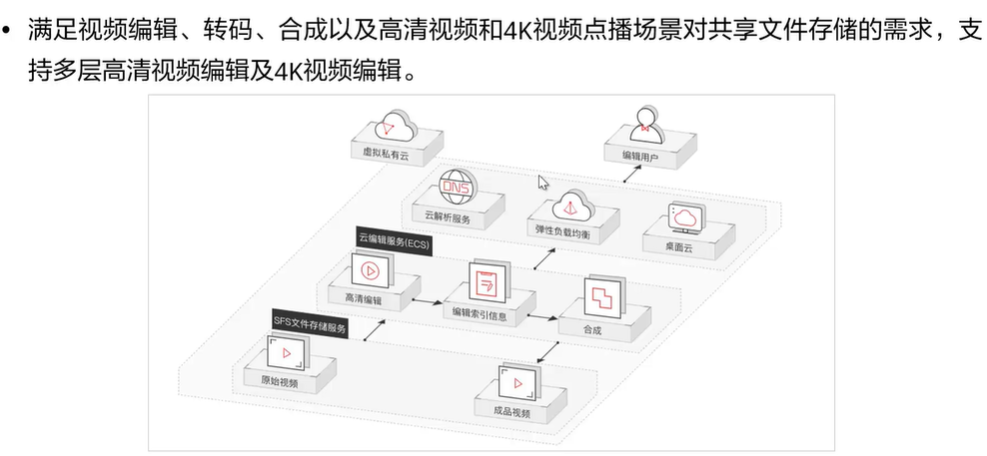 • 满足视频编辑、转码、合成以及高清视频和4K视频点播场景对共享文件存储的需求，支
持多层高清视频编辑及4K视频编辑。
虚拟私有云
编辑用户
DNS
云解析服务
弹性负载均衡
桌面云
云编辑服务(ECS)
高清编辑
编辑索引信息
合成
SFS文件存储服务
原始视频
成品视频